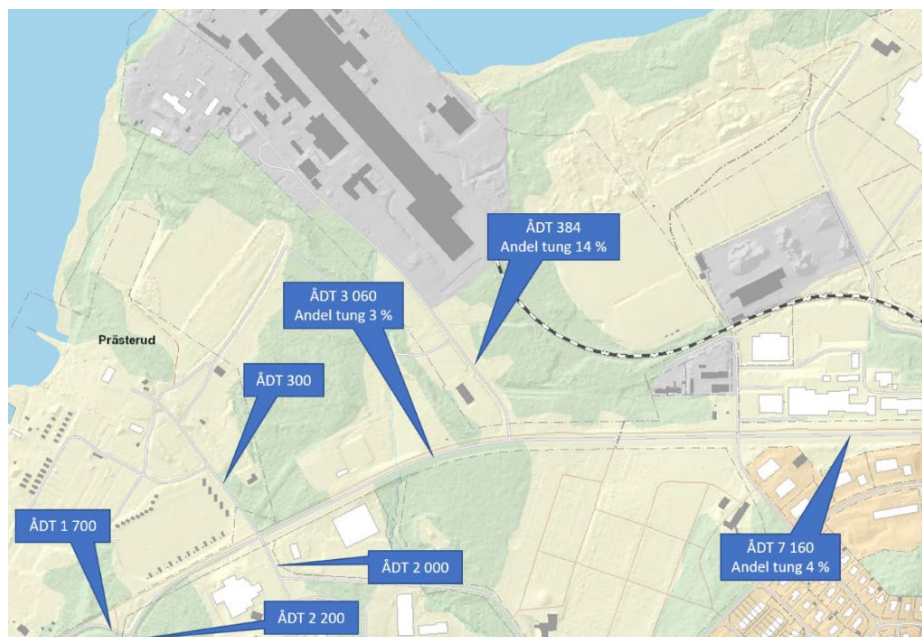 ÅDT 384
Andel tung 14 %
ÅDT 3 060
Andel tung 3 %
Prästerud
ÅDT 300
ÅDT 1 700
ÅDT 2 000
ÅDT 7 160
Andel tung 4 %
ÅDT 2 200